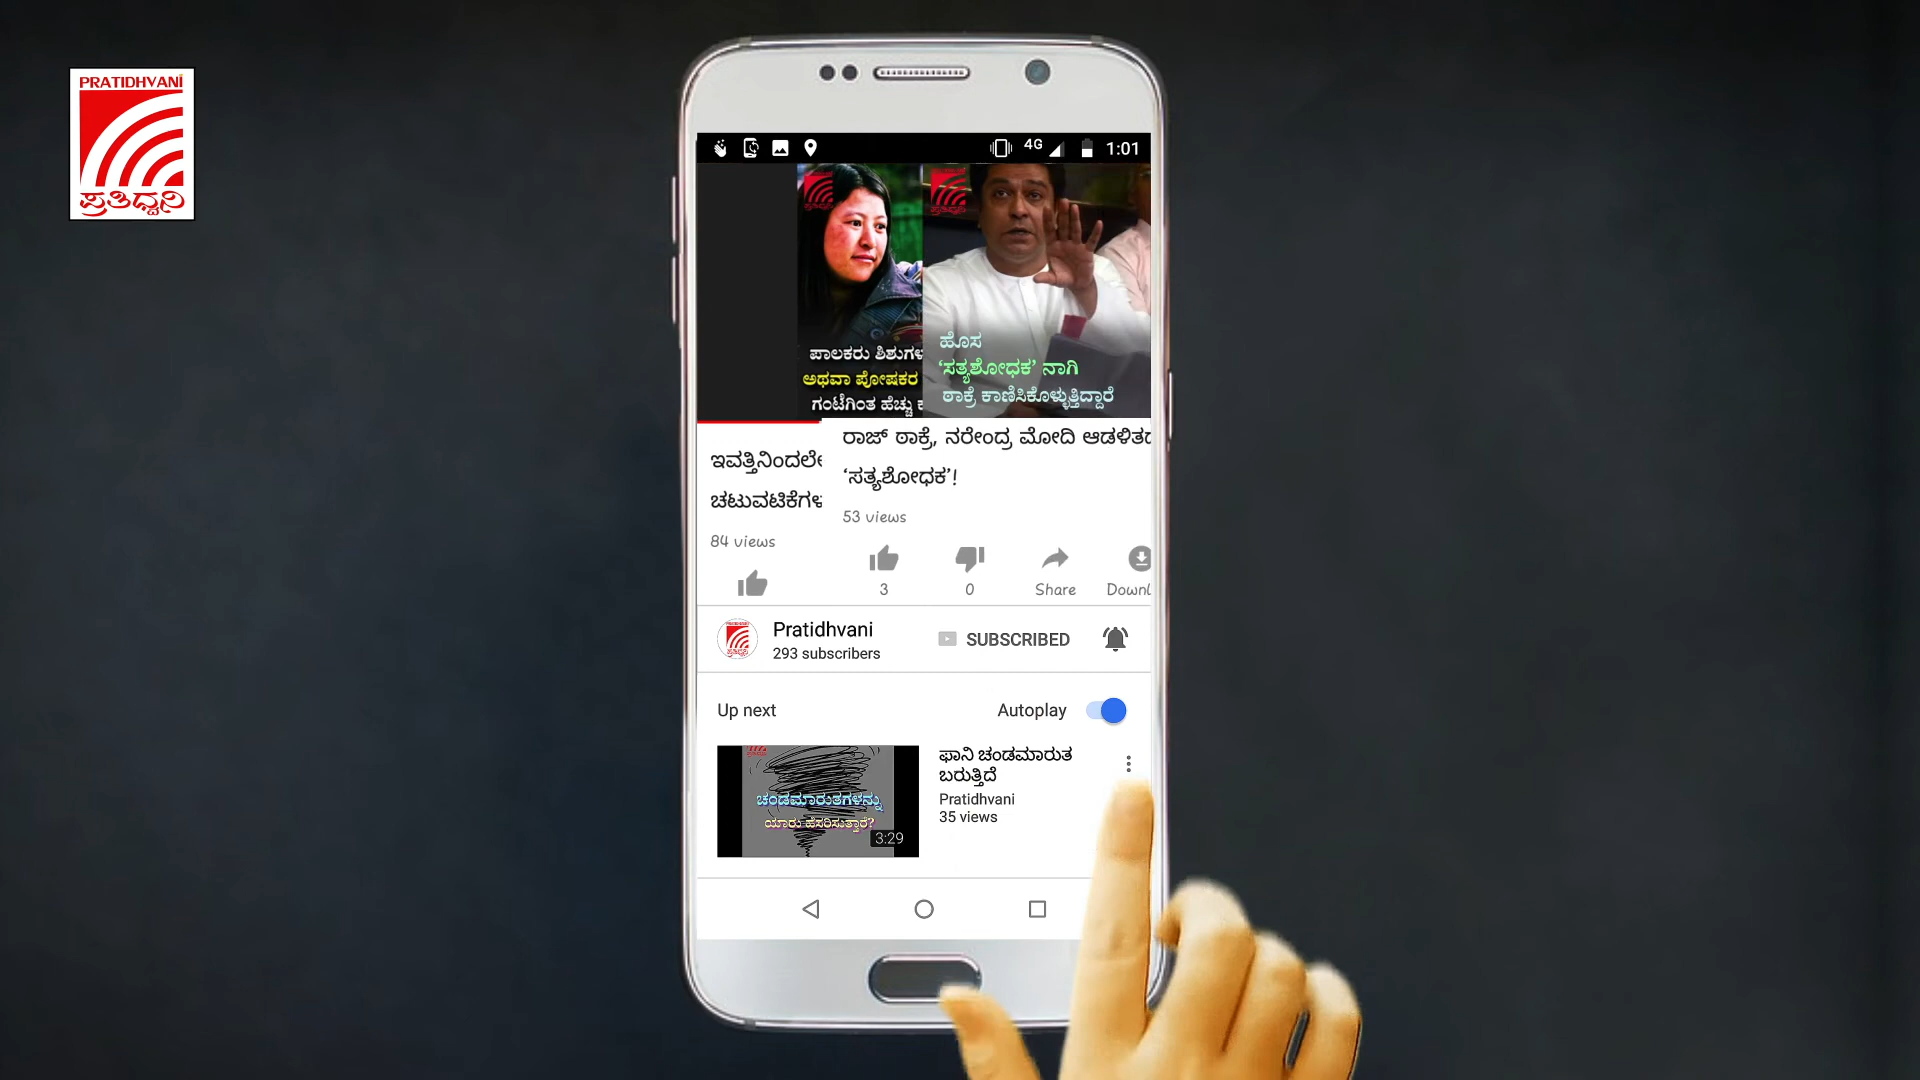 PRATIDHVANI
ಪ್ರತಿಧ್ವನಿ
4G
1:01
ಪಾಲಕರು ಶಿಶುಗಳ
ಅಥವಾ ಪೋಷಕರ
ಗಂಟೆಗಿಂತ ಹೆಚ್ಚು
ಹೊಸ
‘ಸತ್ಯಶೋಧಕ’ ನಾಗಿ
ಠಾಕ್ರೆ ಕಾಣಿಸಿಕೊಳ್ಳುತ್ತಿದ್ದಾರೆ
ಇವತ್ತಿನಿಂದಲೇ
ಚಟುವಟಿಕೆಗಳ
84 views
ರಾಜ್ ಠಾಕ್ರೆ, ನರೇಂದ್ರ ಮೋದಿ ಆಡಳಿತದ
‘ಸತ್ಯಶೋಧಕ’!
53 views
3
0
Share
Downl
Pratidhvani
293 subscribers
SUBSCRIBED
Up next
Autoplay
ಚಂಡಮಾರುತಗಳನ್ನು
ಯಾರು ಹೆಸರಿಸುತ್ತಾರೆ?
3:29
ಫಾನಿ ಚಂಡಮಾರುತ
ಬರುತ್ತಿದೆ
Pratidhvani
35 views